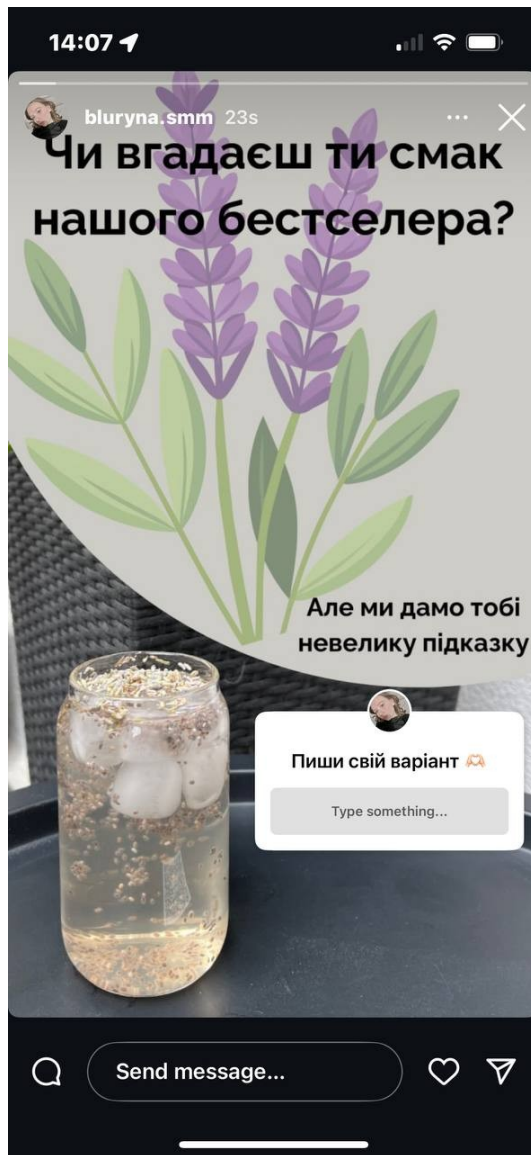 14:07
bluryna.smm 23s
Чи вгадаєш ти смак
нашого бестселера?
Але ми дамо тобі
невелику підказку
Пиши свій варіант 🫶🏻
Type something...
Send message...